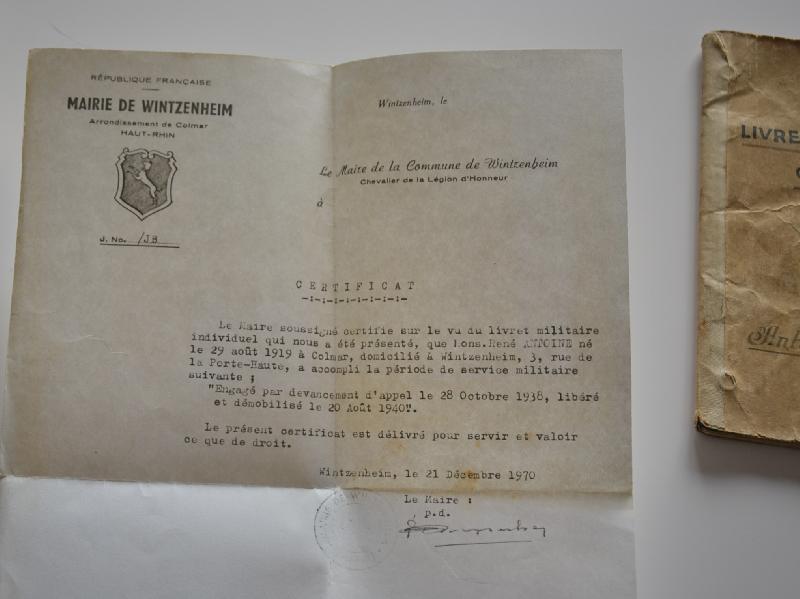 RÉPUBLIQUE FRANÇAISE
MAIRIE DE WINTZENHEIM
Arrondissement de Colmar
HAUT-RHIN
J. No. /JB
Wintzenheim, le
Le Maire de la Commune de Wintzenheim
Chevalier de la Légion d'Honneur
à
CERTIFICAT
-:-:-:-:-:-:-:-
Le Maire soussigné certifie sur le vu du livret militaire
individuel qui nous a été présenté, que Mons.René ANTOINE né
le 29 août 1919 à Colmar, domicilié à Wintzenheim, 3, rue de
la Porte-Haute, a accompli la période de service militaire
suivante ;
"Engagé par devancement d'appel le 28 Octobre 1938, libéré
et démobilisé le 20 Août 1940".
Le présent certificat est délivré pour servir et valoir
ce que de droit.
Wintzenheim, le 21 Décembre 1970
Le Maire :
p.d.
LIVRE